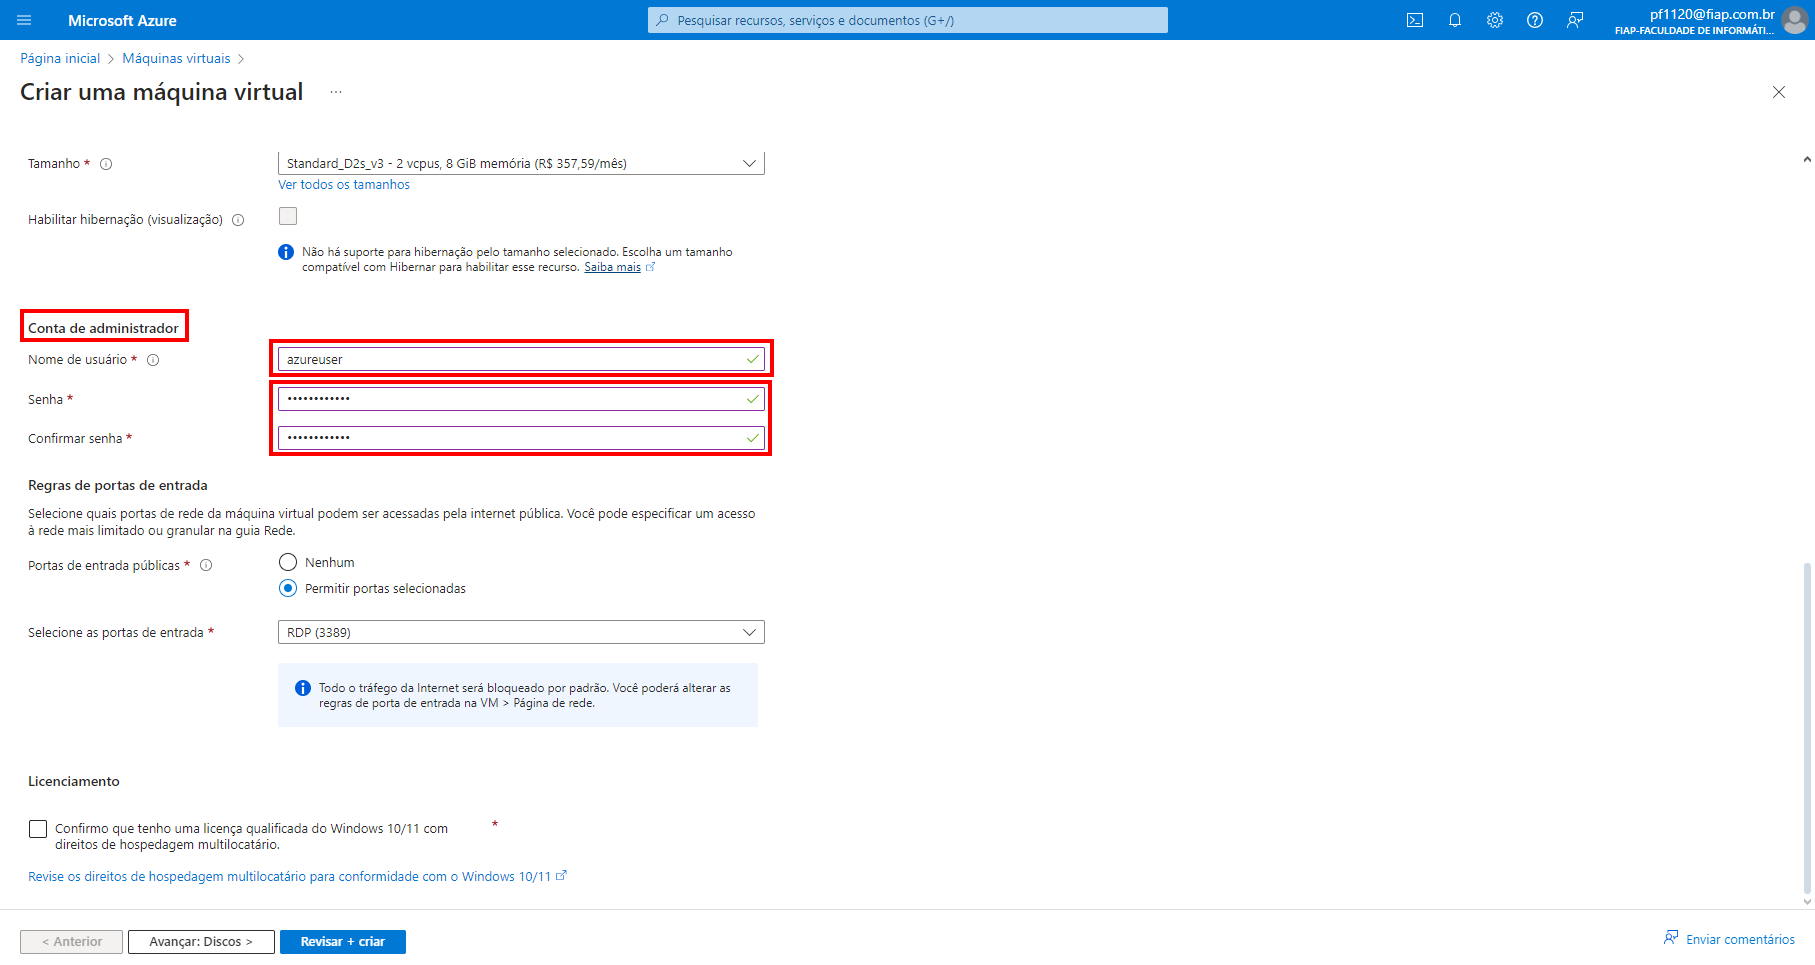 Microsoft Azure
Pesquisar recursos, serviços e documentos (G+/)
pf1120@fiap.com.br
FIAP-FACULDADE DE INFORMÁTI...
Página inicial > Máquinas virtuais >
Criar uma máquina virtual ...
Tamanho *
Standard_D2s_v3 - 2 vcpus, 8 GiB memória (R$ 357,59/mês)
Ver todos os tamanhos
Habilitar hibernação (visualização)
Não há suporte para hibernação pelo tamanho selecionado. Escolha um tamanho
compatível com Hibernar para habilitar esse recurso. Saiba mais
Conta de administrador
Nome de usuário *
azureuser
Senha *
••••••••••••
Confirmar senha *
••••••••••••
Regras de portas de entrada
Selecione quais portas de rede da máquina virtual podem ser acessadas pela internet pública. Você pode especificar um acesso
à rede mais limitado ou granular na guia Rede.
Portas de entrada públicas *
Nenhum
Permitir portas selecionadas
Selecione as portas de entrada *
RDP (3389)
Todo o tráfego da Internet será bloqueado por padrão. Você poderá alterar as
regras de porta de entrada na VM > Página de rede.
Licenciamento
Confirmo que tenho uma licença qualificada do Windows 10/11 com *
direitos de hospedagem multilocatário.
Revise os direitos de hospedagem multilocatário para conformidade com o Windows 10/11
< Anterior
Avançar: Discos >
Revisar + criar
Enviar comentários